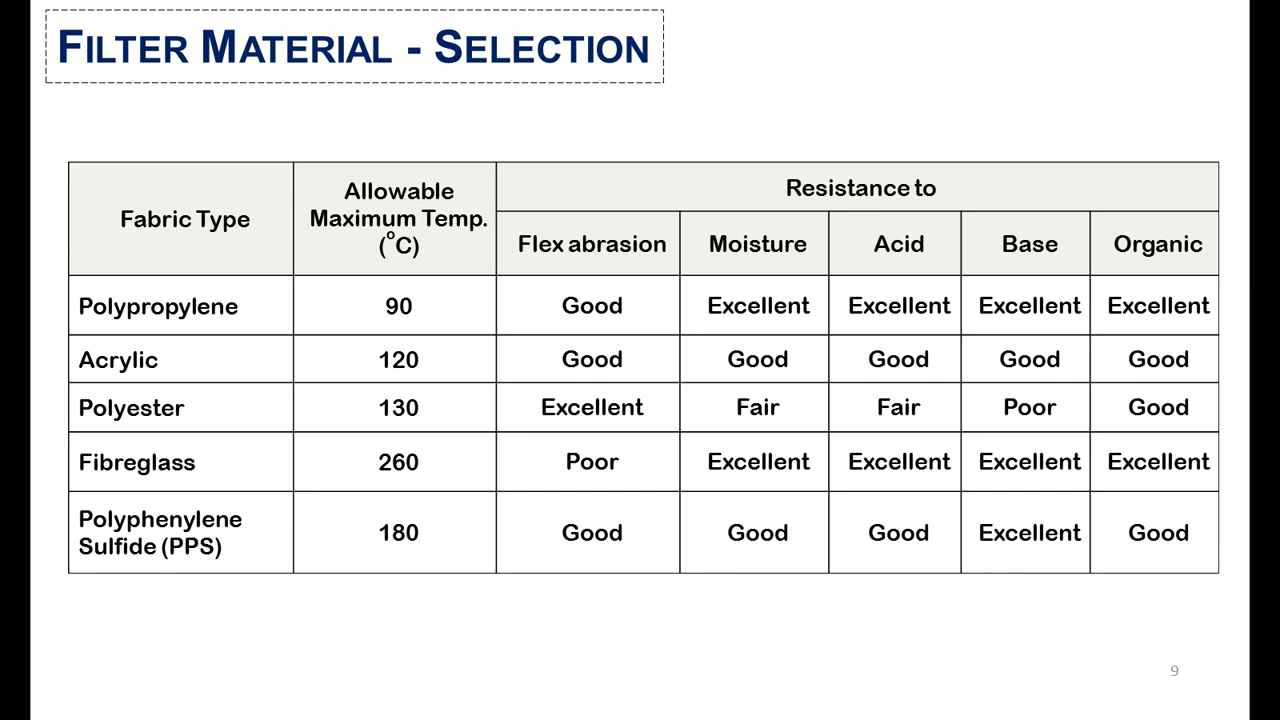 FILTER MATERIAL - SELECTION
Fabric Type
Allowable
Maximum Temp.
(°C)
Resistance to
Flex abrasion Moisture Acid Base Organic
Polypropylene 90 Good Excellent Excellent Excellent Excellent
Acrylic 120 Good Good Good Good Good
Polyester 130 Excellent Fair Fair Poor Good
Fibreglass 260 Poor Excellent Excellent Excellent Excellent
Polyphenylene
Sulfide (PPS) 180 Good Good Good Excellent Good
9